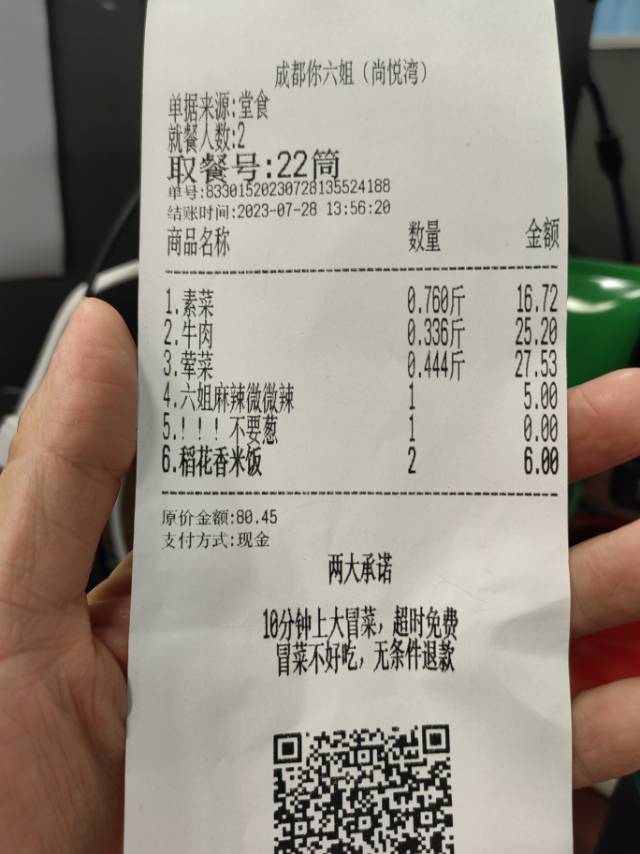 成都你六姐（尚悦湾）
单据来源:堂食
就餐人数:2
取餐号:22筒
单号:83301520230728135524188
结账时间:2023-07-28 13:56:20
商品名称 数量 金额
1.素菜 0.760斤 16.72
2.牛肉 0.336斤 25.20
3.荤菜 0.444斤 27.53
4.六姐麻辣微微辣 1 5.00
5.！！！不要葱 1 0.00
6.稻花香米饭 2 6.00
原价金额:80.45
支付方式:现金
两大承诺
10分钟上大冒菜，超时免费
冒菜不好吃，无条件退款